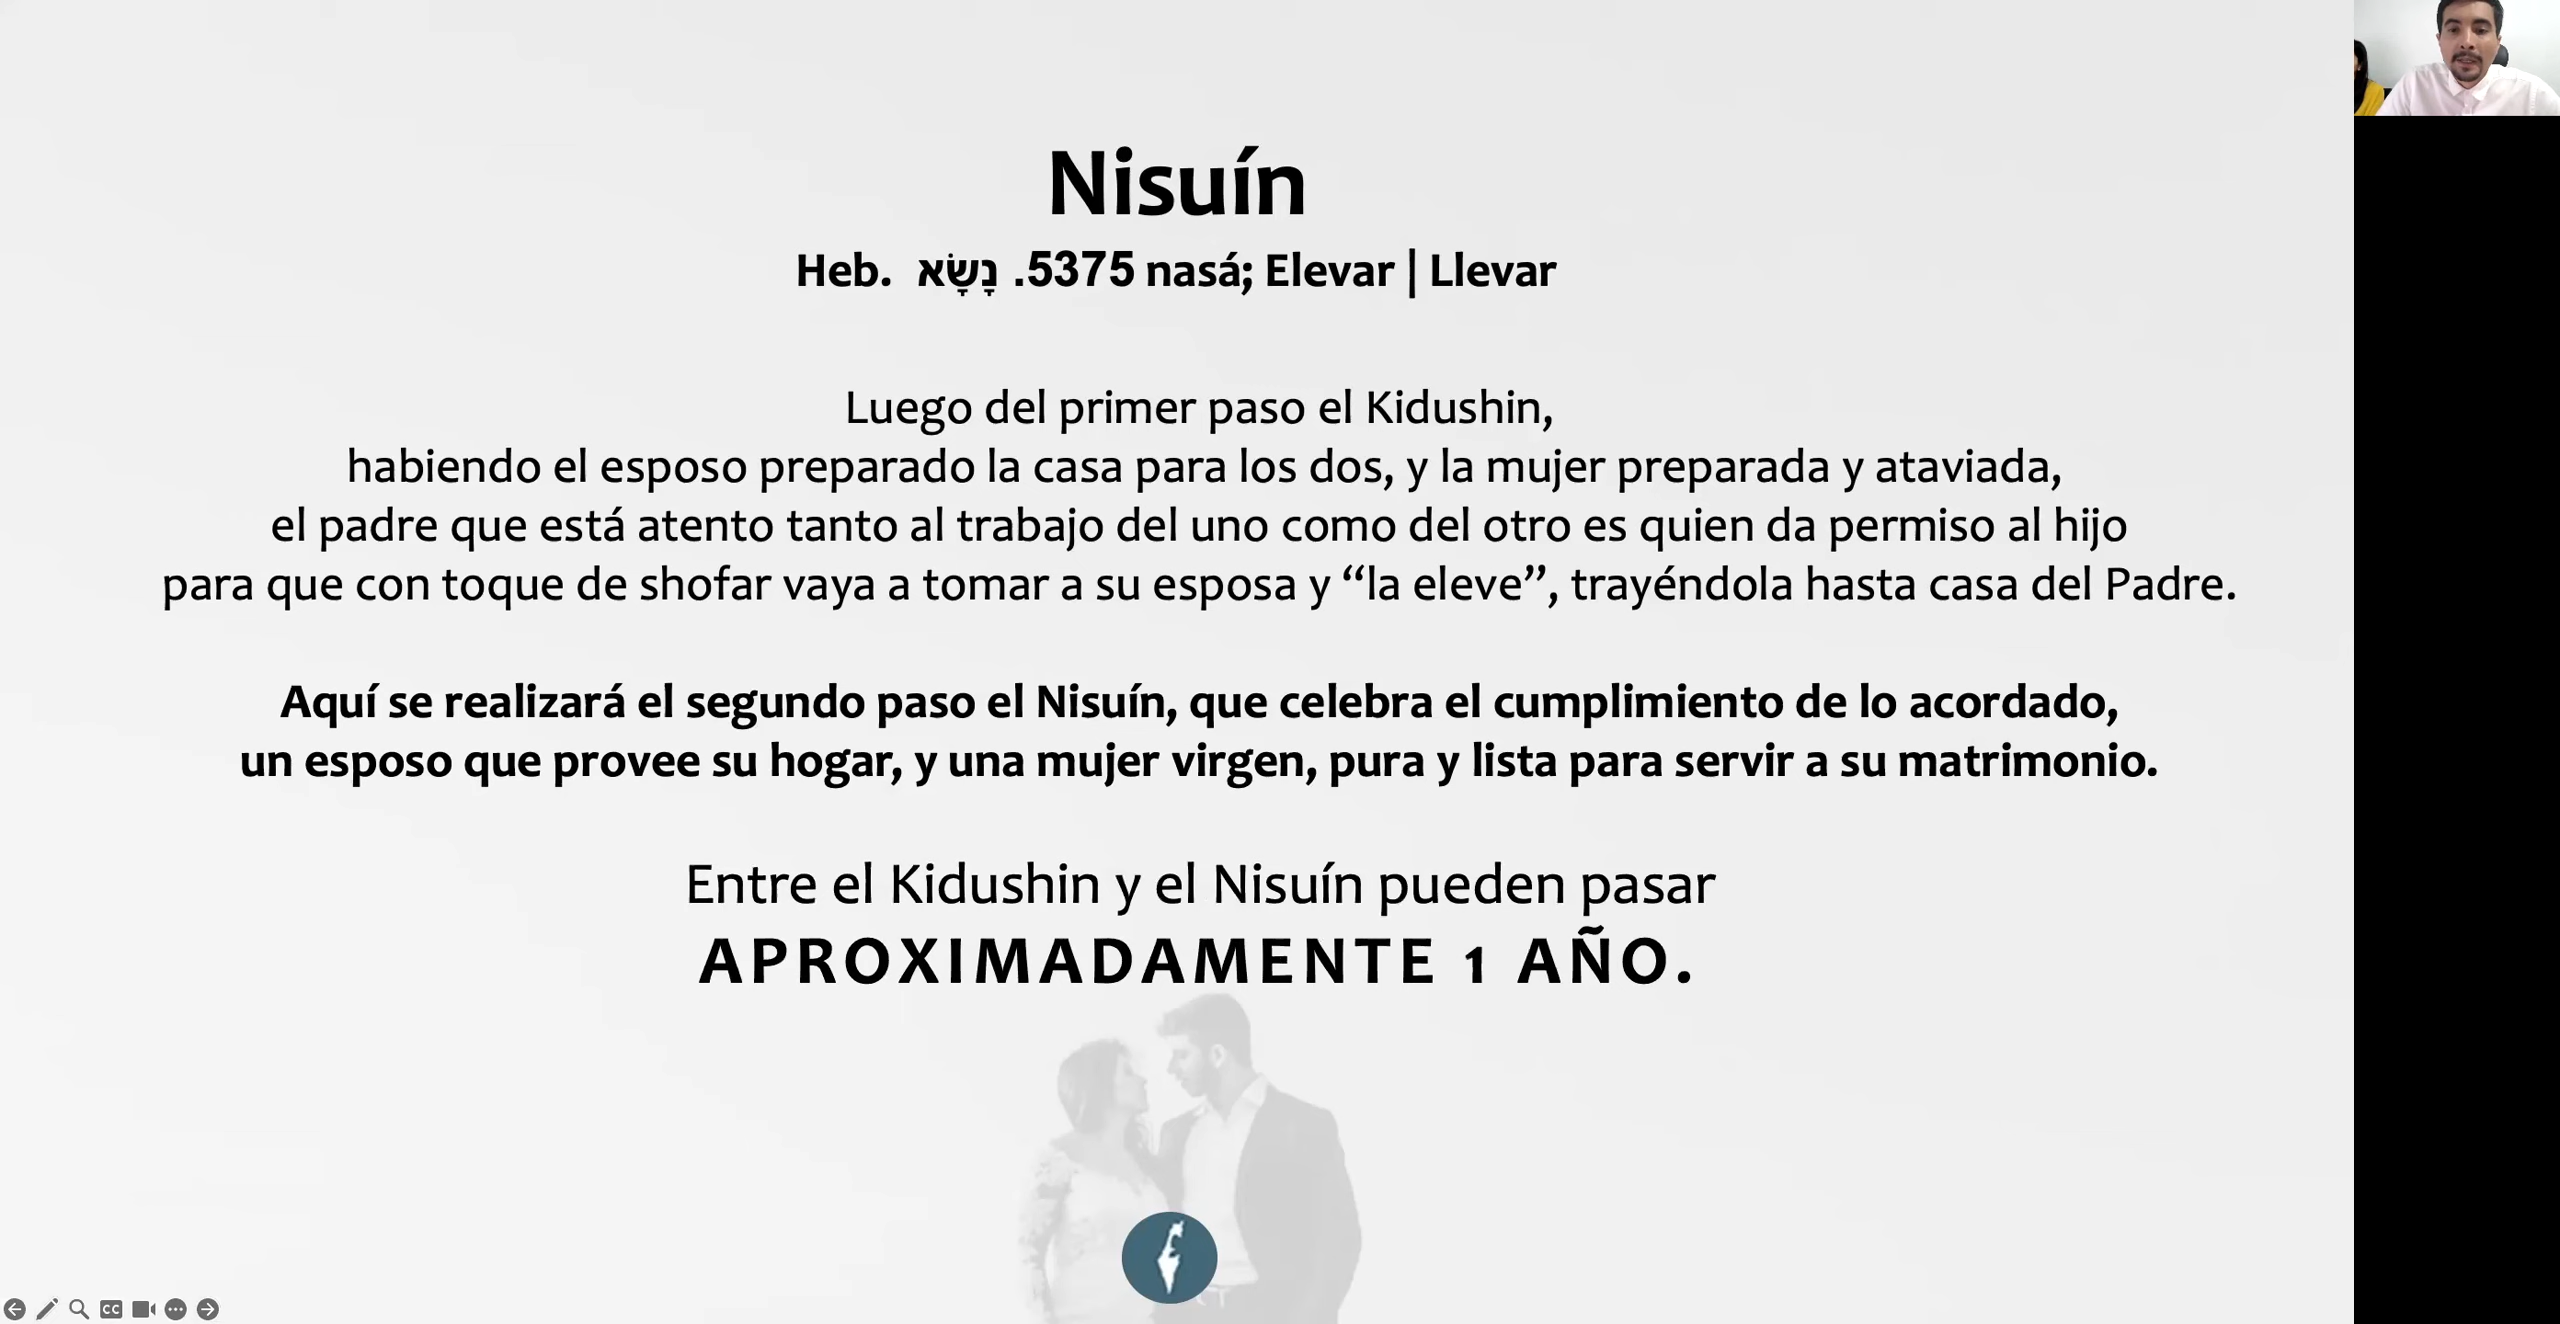 Nisuín
Heb. נָשָׂא .5375 nasá; Elevar | Llevar
Luego del primer paso el Kidushin,
habiendo el esposo preparado la casa para los dos, y la mujer preparada y ataviada,
el padre que está atento tanto al trabajo del uno como del otro es quien da permiso al hijo
para que con toque de shofar vaya a tomar a su esposa y “la eleve”, trayéndola hasta casa del Padre.
Aquí se realizará el segundo paso el Nisuín, que celebra el cumplimiento de lo acordado,
un esposo que provee su hogar, y una mujer virgen, pura y lista para servir a su matrimonio.
Entre el Kidushin y el Nisuín pueden pasar
APROXIMADAMENTE 1 AÑO.
CC